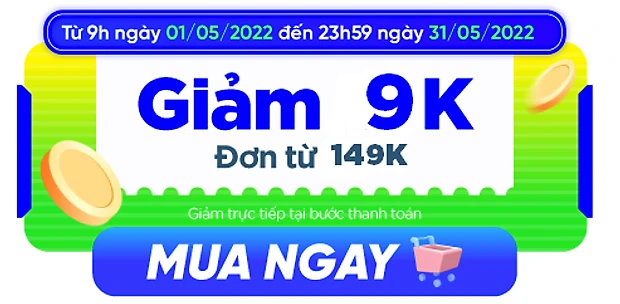 Từ 9h ngày 01/05/2022 đến 23h59 ngày 31/05/2022
Giảm 9K
Đơn từ 149K
Giảm trực tiếp tại bước thanh toán
MUA NGAY